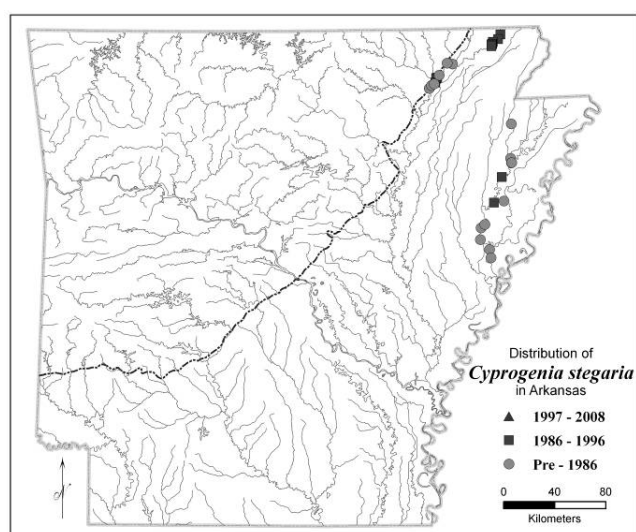 Distribution of
Cyprogenia stegaria
in Arkansas
1997 - 2008
1986 - 1996
Pre - 1986
0 40 80
Kilometers
N